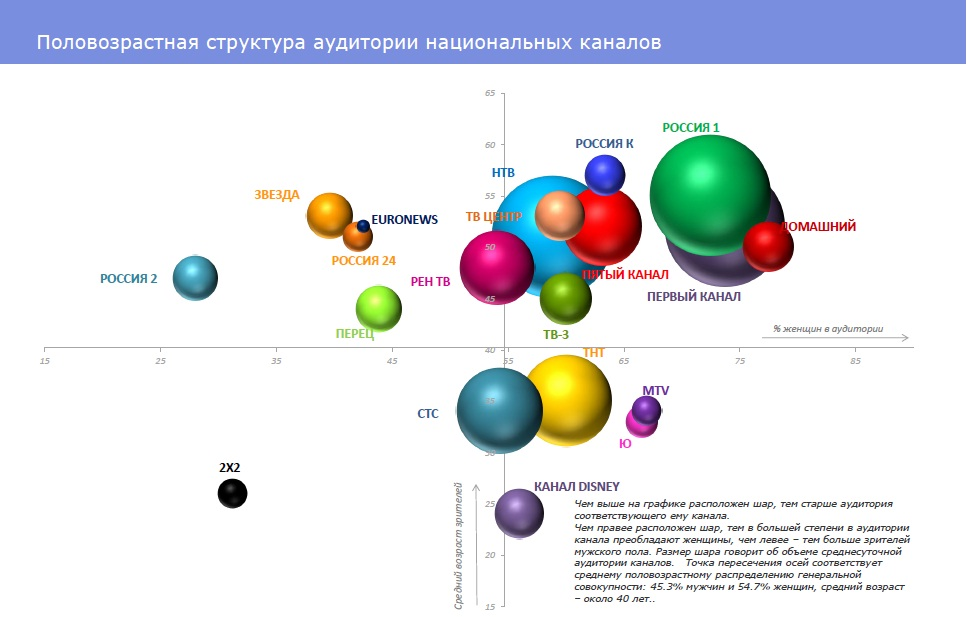 Половозрастная структура аудитории национальных каналов
65
60
РОССИЯ 1
РОССИЯ К
НТВ
55
ЗВЕЗДА
ТВ ЦЕНТР
EURONEWS
ДОМАШНИЙ
50
РОССИЯ 24
РОССИЯ 2
РЕН ТВ
ПЯТЫЙ КАНАЛ
45
ПЕРВЫЙ КАНАЛ
ПЕРЕЦ
ТВ-3
% женщин в аудитории
40
ТНТ
15 25 35 45 55 65 75 85
MTV
35
СТС
Ю
30
2X2
КАНАЛ DISNEY
25
20
15
Средний возраст зрителей
Чем выше на графике расположен шар, тем старше аудитория
соответствующего ему канала.
Чем правее расположен шар, тем в большей степени в аудитории
канала преобладают женщины, чем левее – тем больше зрителей
мужского пола. Размер шара говорит об объеме среднесуточной
аудитории каналов. Точка пересечения осей соответствует
среднему половозрастному распределению генеральной
совокупности: 45.3% мужчин и 54.7% женщин, средний возраст
– около 40 лет..